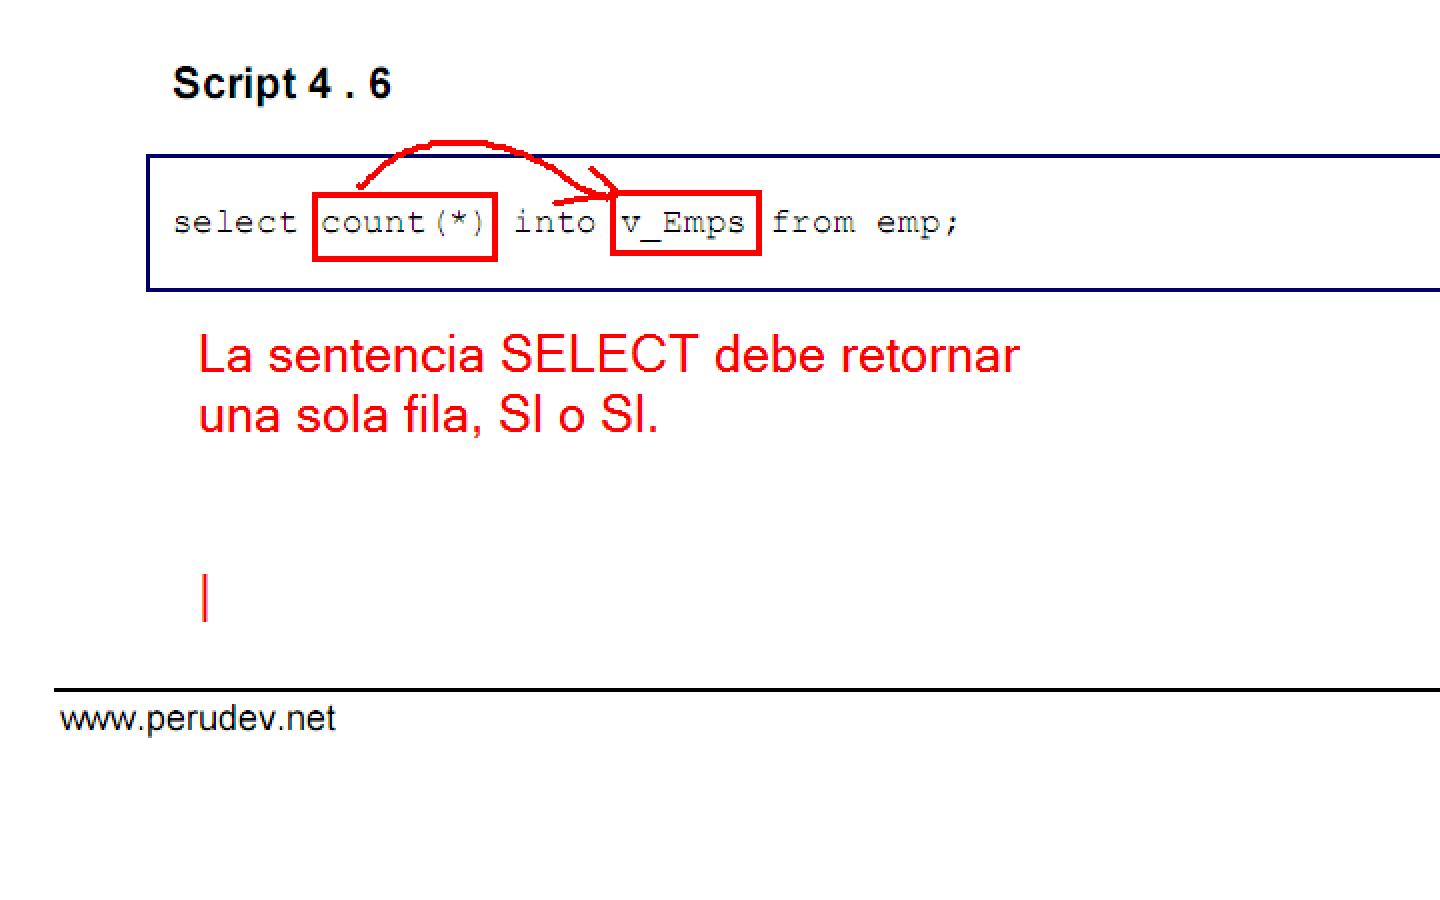 Script 4 . 6
select count(*) into v_Emps from emp;
La sentencia SELECT debe retornar
una sola fila, SI o SI.
www.perudev.net